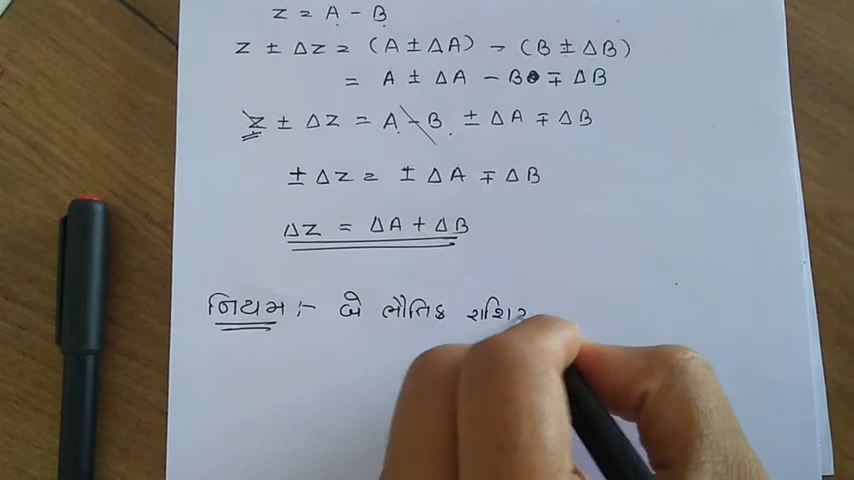 Z = A - B
Z ± ΔZ = (A ± ΔA) - (B ± ΔB)
= A ± ΔA - B ∓ ΔB
Z ± ΔZ = A - B ± ΔA ∓ ΔB
± ΔZ = ± ΔA ∓ ΔB
ΔZ = ΔA + ΔB
નિયમ :- બે ભૌતિક